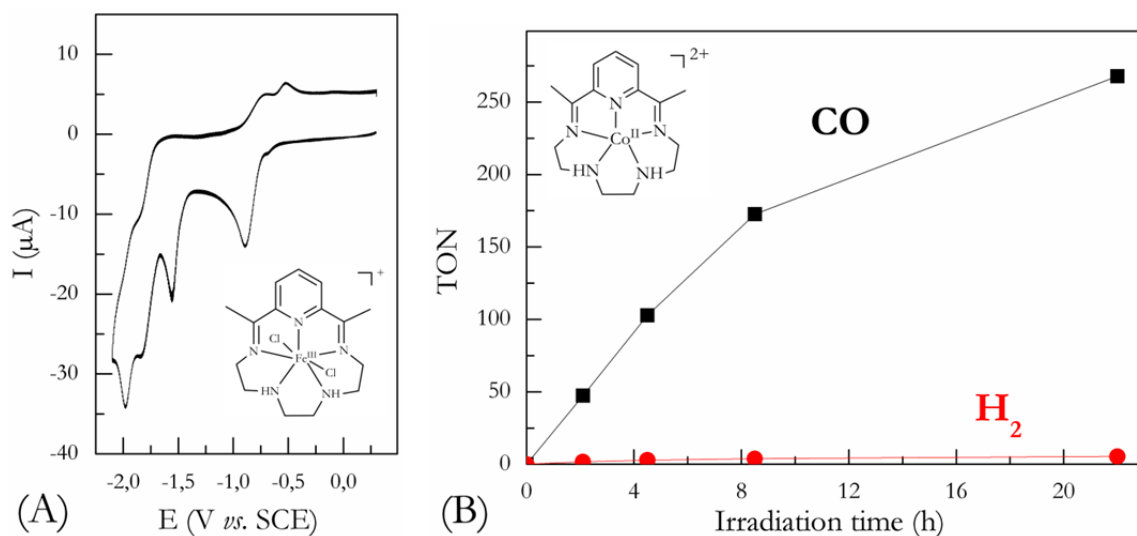 10
0
-10
-20
-30
-40
I (µA)
-2,0 -1,5 -1,0 -0,5 0,0
E (V vs. SCE)
(A)
+
N
Cl
N Fe III N
Cl
HN NH
250
200
150
100
50
0
TON
0 4 8 12 16 20
Irradiation time (h)
(B)
2+
N
N Co II N
HN NH
CO
H2